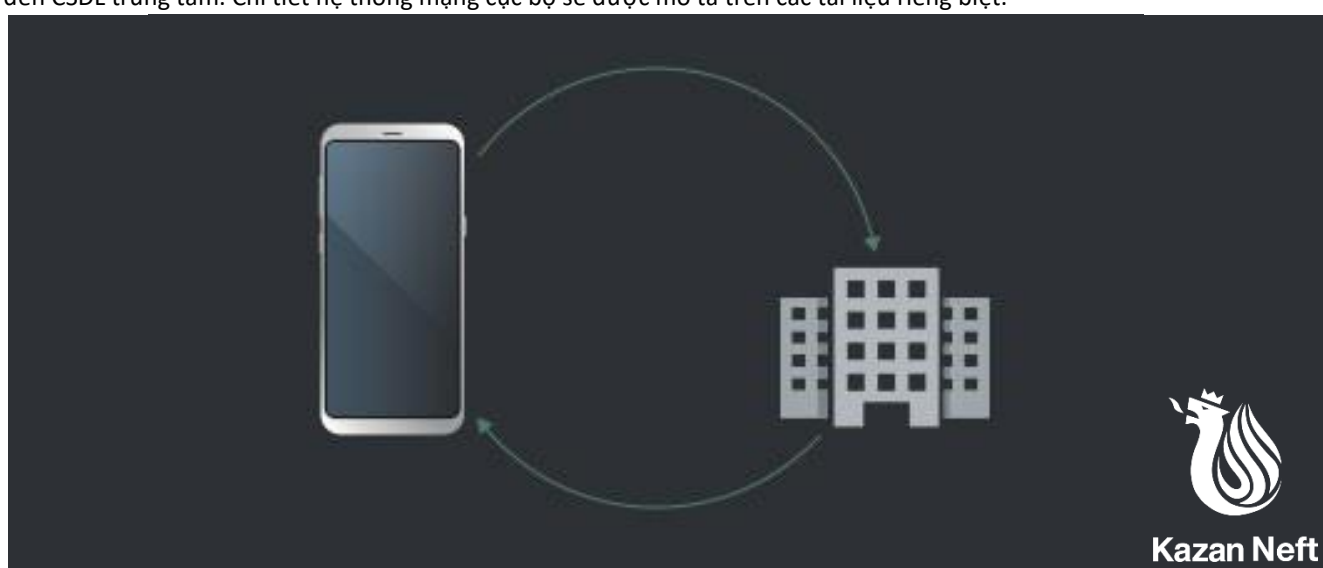 đến CSDL trung tâm. Chi tiết hệ thống mạng cục bộ sẽ được mô tả trên các tài liệu riêng biệt.
Kazan Neft